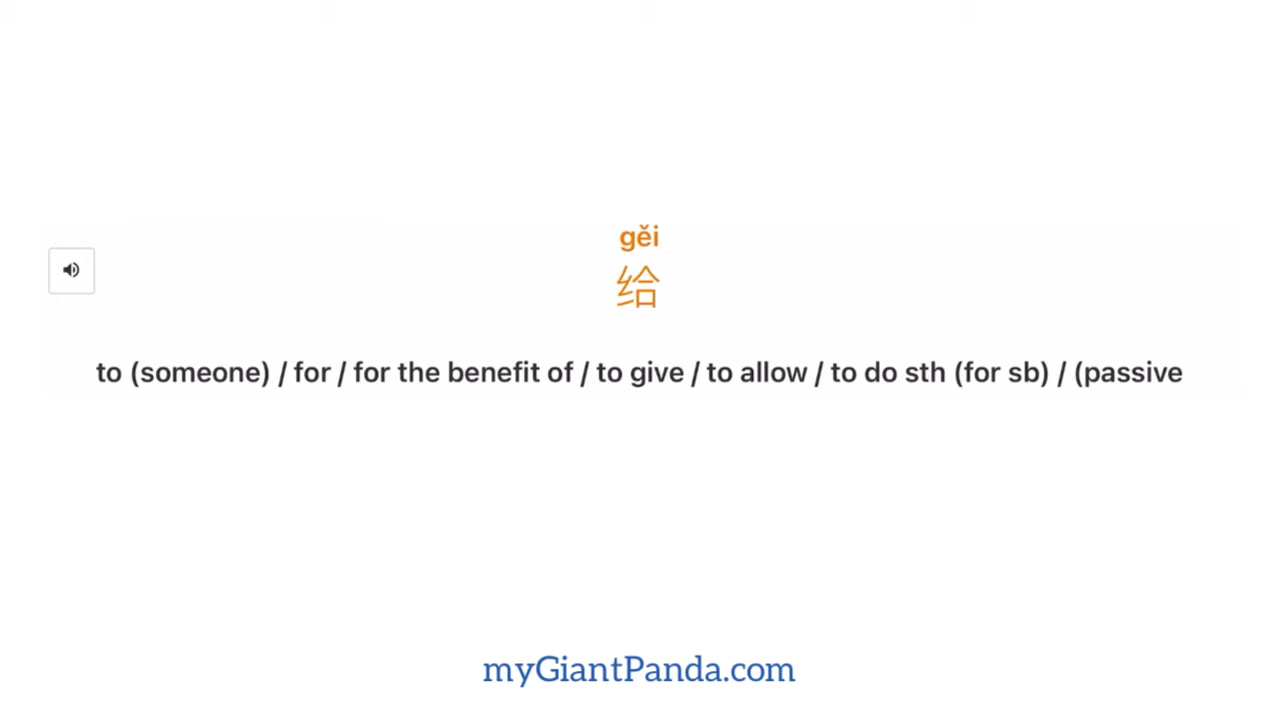 gěi
给
to (someone) / for / for the benefit of / to give / to allow / to do sth (for sb) / (passive
myGiantPanda.com